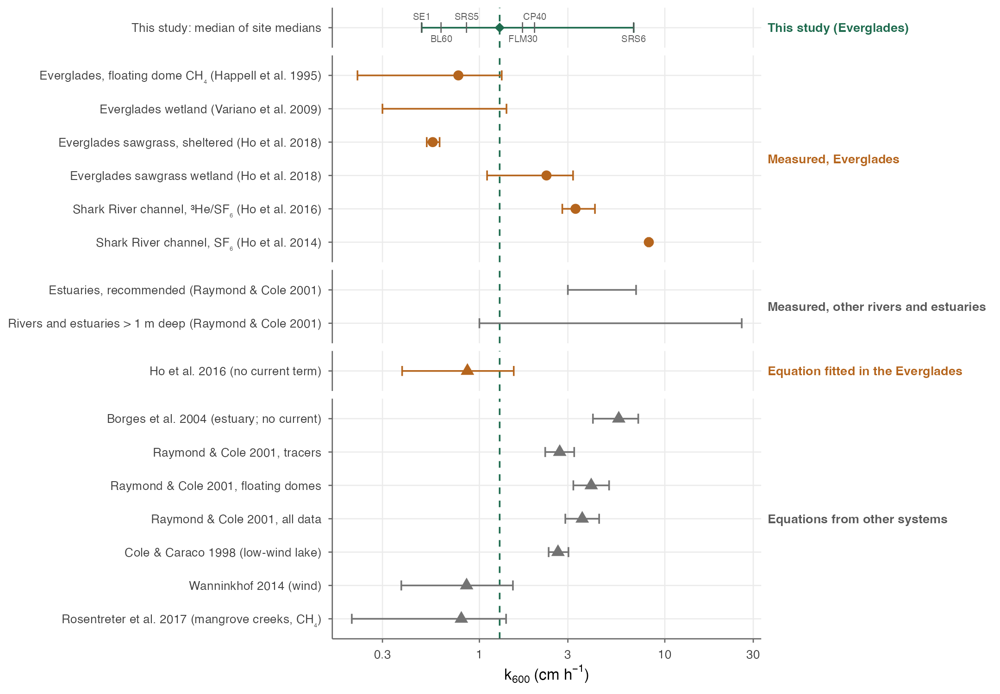 SE1 SRS5 CP40
This study: median of site medians This study (Everglades)
BL60 FLM30 SRS6
Everglades, floating dome CH₄ (Happell et al. 1995)
Everglades wetland (Variano et al. 2009)
Everglades sawgrass, sheltered (Ho et al. 2018)
Measured, Everglades
Everglades sawgrass wetland (Ho et al. 2018)
Shark River channel, ³He/SF₆ (Ho et al. 2016)
Shark River channel, SF₆ (Ho et al. 2014)
Estuaries, recommended (Raymond & Cole 2001)
Measured, other rivers and estuaries
Rivers and estuaries > 1 m deep (Raymond & Cole 2001)
Ho et al. 2016 (no current term) Equation fitted in the Everglades
Borges et al. 2004 (estuary; no current)
Raymond & Cole 2001, tracers
Raymond & Cole 2001, floating domes
Raymond & Cole 2001, all data Equations from other systems
Cole & Caraco 1998 (low-wind lake)
Wanninkhof 2014 (wind)
Rosentreter et al. 2017 (mangrove creeks, CH₄)
0.3 1 3 10 30
k₆₀₀ (cm h⁻¹)